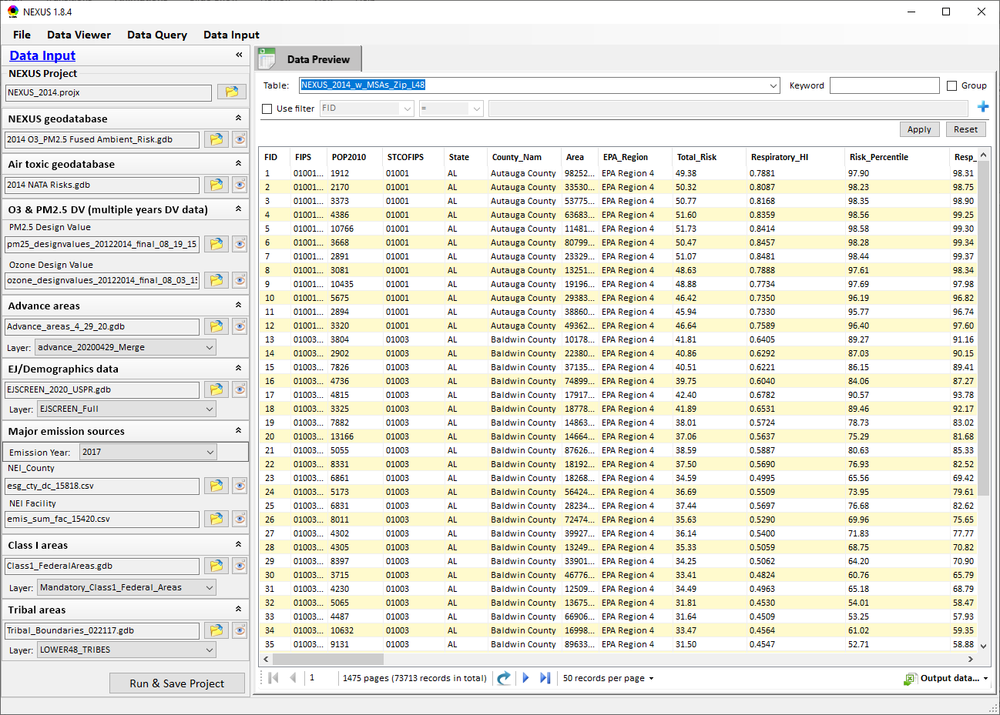 NEXUS 1.8.4
File Data Viewer Data Query Data Input
Data Input «
NEXUS Project
NEXUS_2014.projx
NEXUS geodatabase
2014 O3_PM2.5 Fused Ambient_Risk.gdb
Air toxic geodatabase
2014 NATA Risks.gdb
O3 & PM2.5 DV (multiple years DV data)
PM2.5 Design Value
pm25_designvalues_20122014_final_08_19_15
Ozone Design Value
ozone_designvalues_20122014_final_08_03_15
Advance areas
Advance_areas_4_29_20.gdb
Layer: advance_20200429_Merge
EJ/Demographics data
EJSCREEN_2020_USPR.gdb
Layer: EJSCREEN_Full
Major emission sources
Emission Year: 2017
NEI_County
esg_cty_dc_15818.csv
NEI Facility
emis_sum_fac_15420.csv
Class I areas
Class1_FederalAreas.gdb
Layer: Mandatory_Class1_Federal_Areas
Tribal areas
Tribal_Boundaries_022117.gdb
Layer: LOWER48_TRIBES
Run & Save Project
Data Preview
Table: NEXUS_2014_w_MSAs_Zip_L48 Keyword Group
Use filter FID =
Apply Reset
FID FIPS POP2010 STCOFIPS State County_Nam Area EPA_Region Total_Risk Respiratory_HI Risk_Percentile Resp_
1 01001... 1912 01001 AL Autauga County 98252... EPA Region 4 49.38 0.7881 97.90 98.31
2 01001... 2170 01001 AL Autauga County 33530... EPA Region 4 50.32 0.8087 98.23 98.75
3 01001... 3373 01001 AL Autauga County 53775... EPA Region 4 50.77 0.8168 98.35 98.90
4 01001... 4386 01001 AL Autauga County 63683... EPA Region 4 51.60 0.8359 98.56 99.25
5 01001... 10766 01001 AL Autauga County 11481... EPA Region 4 51.73 0.8414 98.58 99.30
6 01001... 3668 01001 AL Autauga County 80799... EPA Region 4 50.47 0.8457 98.28 99.34
7 01001... 2891 01001 AL Autauga County 23329... EPA Region 4 51.07 0.8481 98.44 99.37
8 01001... 3081 01001 AL Autauga County 13251... EPA Region 4 48.63 0.7888 97.61 98.34
9 01001... 10435 01001 AL Autauga County 19196... EPA Region 4 48.88 0.7734 97.69 97.98
10 01001... 5675 01001 AL Autauga County 29383... EPA Region 4 46.42 0.7350 96.19 96.82
11 01001... 2894 01001 AL Autauga County 38860... EPA Region 4 45.94 0.7330 95.77 96.74
12 01001... 3320 01001 AL Autauga County 49362... EPA Region 4 46.64 0.7589 96.40 97.60
13 01003... 3804 01003 AL Baldwin County 10178... EPA Region 4 41.81 0.6405 89.27 91.16
14 01003... 2902 01003 AL Baldwin County 22380... EPA Region 4 40.86 0.6292 87.03 90.15
15 01003... 7826 01003 AL Baldwin County 37135... EPA Region 4 40.51 0.6221 86.15 89.41
16 01003... 4736 01003 AL Baldwin County 74899... EPA Region 4 39.75 0.6040 84.06 87.27
17 01003... 4815 01003 AL Baldwin County 17917... EPA Region 4 42.40 0.6782 90.57 93.78
18 01003... 3325 01003 AL Baldwin County 18778... EPA Region 4 41.89 0.6531 89.46 92.17
19 01003... 7882 01003 AL Baldwin County 14863... EPA Region 4 38.01 0.5724 78.73 83.02
20 01003... 13166 01003 AL Baldwin County 14664... EPA Region 4 37.06 0.5637 75.29 81.68
21 01003... 5055 01003 AL Baldwin County 87626... EPA Region 4 38.59 0.5887 80.63 85.33
22 01003... 8331 01003 AL Baldwin County 18192... EPA Region 4 37.50 0.5690 76.93 82.52
23 01003... 6861 01003 AL Baldwin County 18268... EPA Region 4 34.59 0.4995 65.56 69.42
24 01003... 5173 01003 AL Baldwin County 56424... EPA Region 4 36.69 0.5509 73.95 79.61
25 01003... 6831 01003 AL Baldwin County 28234... EPA Region 4 37.44 0.5697 76.68 82.62
26 01003... 8011 01003 AL Baldwin County 72474... EPA Region 4 35.63 0.5290 69.96 75.65
27 01003... 4302 01003 AL Baldwin County 39927... EPA Region 4 36.14 0.5400 71.83 77.77
28 01003... 4305 01003 AL Baldwin County 13249... EPA Region 4 35.33 0.5059 68.75 70.82
29 01003... 8397 01003 AL Baldwin County 33901... EPA Region 4 34.25 0.5062 64.20 70.90
30 01003... 3715 01003 AL Baldwin County 46776... EPA Region 4 33.41 0.4824 60.76 65.79
31 01003... 4230 01003 AL Baldwin County 12509... EPA Region 4 34.49 0.4963 65.18 68.79
32 01003... 5065 01003 AL Baldwin County 13675... EPA Region 4 31.81 0.4530 54.01 58.47
33 01003... 4487 01003 AL Baldwin County 66906... EPA Region 4 31.64 0.4509 53.25 57.93
34 01003... 10632 01003 AL Baldwin County 16998... EPA Region 4 33.47 0.4564 61.02 59.35
35 01003... 9131 01003 AL Baldwin County 89633... EPA Region 4 31.50 0.4547 52.71 58.88
1 1475 pages (73713 records in total) 50 records per page Output data...